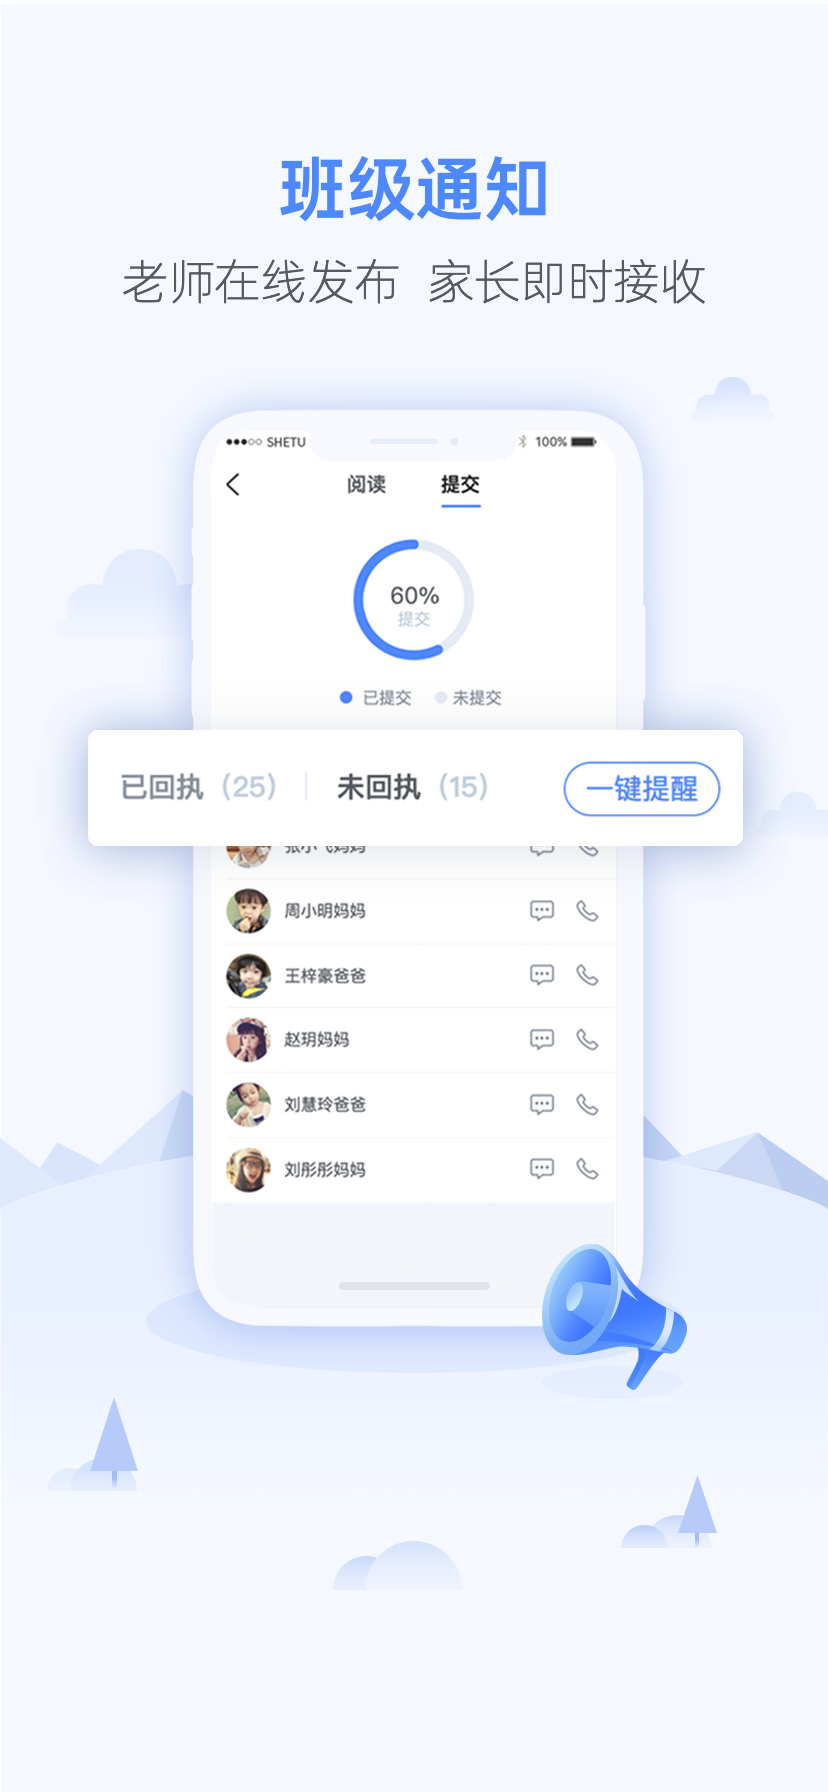 班级通知
老师在线发布 家长即时接收
SHETU 100%
阅读 提交
60%
提交
已提交 未提交
已回执 (25) 未回执 (15) 一键提醒
周小明妈妈
王梓豪爸爸
赵玥妈妈
刘慧玲爸爸
刘彤彤妈妈